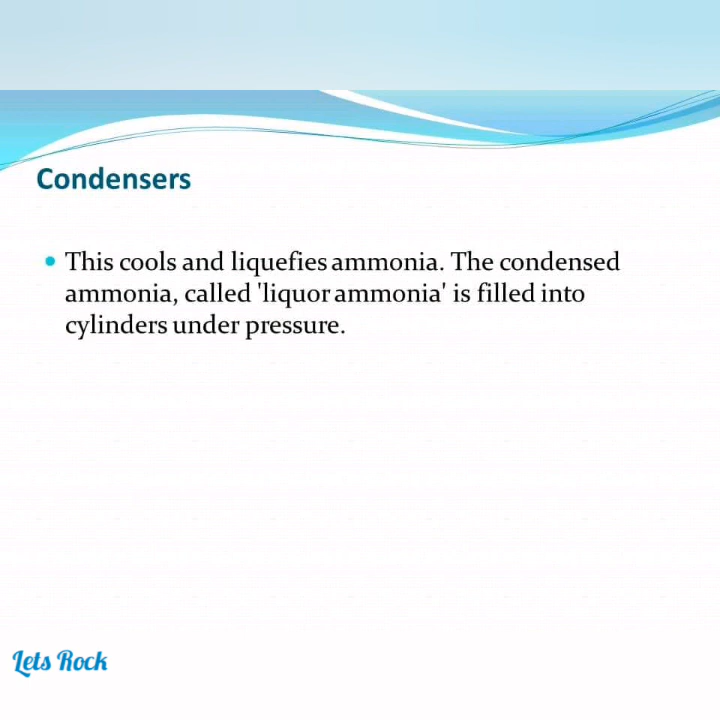 Condensers
• This cools and liquefies ammonia. The condensed
ammonia, called 'liquor ammonia' is filled into
cylinders under pressure.
Lets Rock